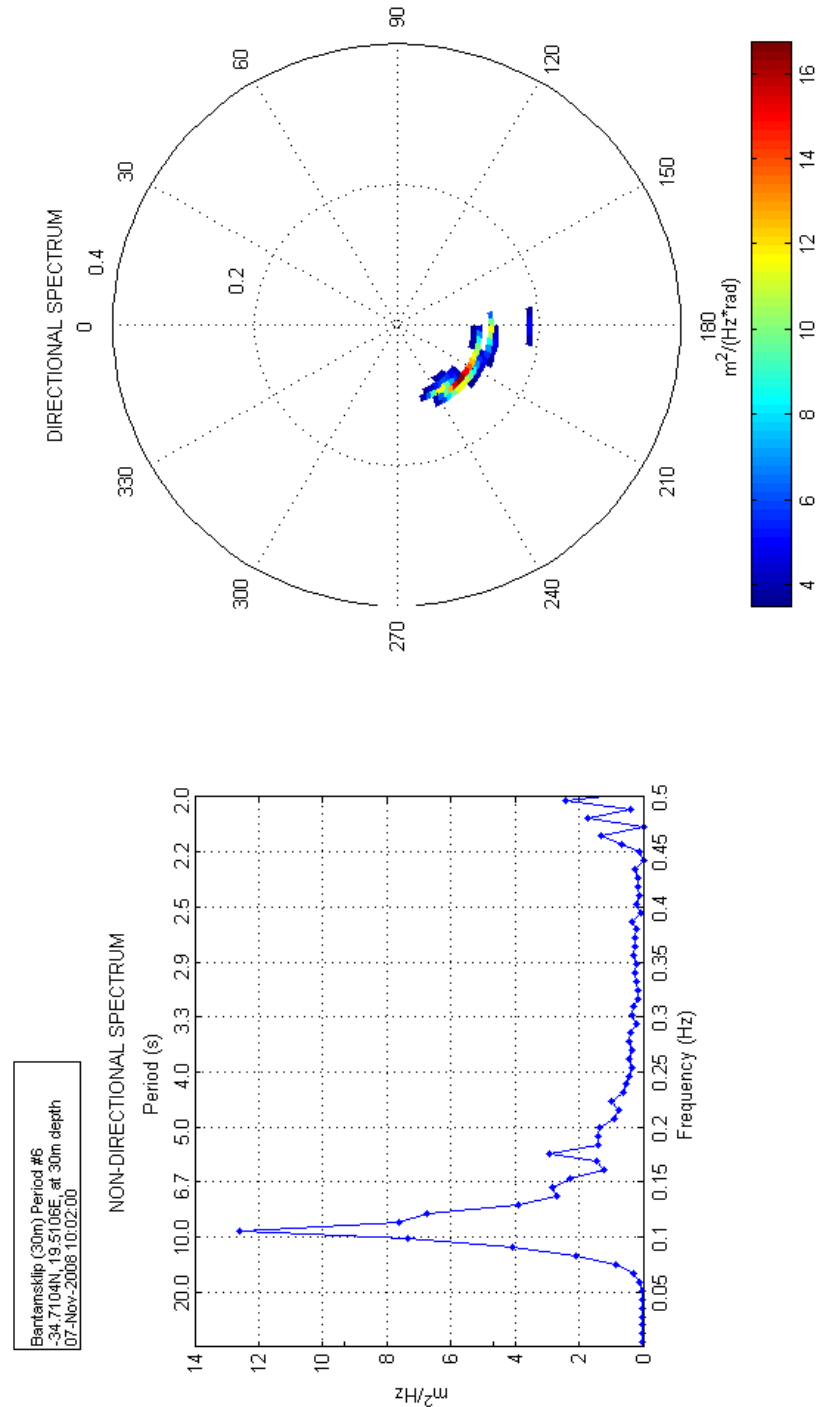 Bantamsklip (30m) Period #6
-34.7104N, 19.5106E, at 30m depth
07-Nov-2008 10:02:00
NON-DIRECTIONAL SPECTRUM
Period (s)
20.0 10.0 6.7 5.0 4.0 3.3 2.9 2.5 2.2 2.0
14
12
10
8
6
4
2
0
m²/Hz
0.05 0.1 0.15 0.2 0.25 0.3 0.35 0.4 0.45 0.5
Frequency (Hz)
DIRECTIONAL SPECTRUM
0
0.4
0.2
30
60
90
120
150
180
210
240
270
300
330
m²/(Hz*rad)
4 6 8 10 12 14 16